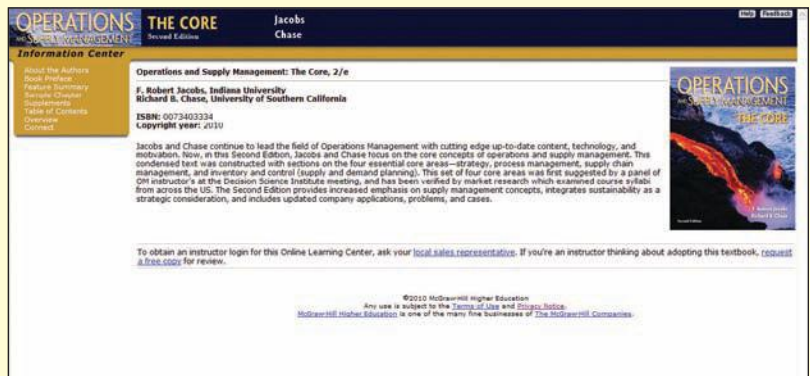 OPERATIONS
AND SUPPLY MANAGEMENT
THE CORE
Second Edition
Jacobs
Chase
Help Feedback
Information Center
About the Authors
Book Preface
Feature Summary
Sample Chapter
Supplements
Table of Contents
Overview
Connect
Operations and Supply Management: The Core, 2/e
F. Robert Jacobs, Indiana University
Richard B. Chase, University of Southern California
ISBN: 0073403334
Copyright year: 2010
Jacobs and Chase continue to lead the field of Operations Management with cutting edge up-to-date content, technology, and
motivation. Now, in this Second Edition, Jacobs and Chase focus on the core concepts of operations and supply management. This
condensed text was constructed with sections on the four essential core areas—strategy, process management, supply chain
management, and inventory and control (supply and demand planning). This set of four core areas was first suggested by a panel of
OM instructor's at the Decision Science Institute meeting, and has been verified by market research which examined course syllabi
from across the US. The Second Edition provides increased emphasis on supply management concepts, integrates sustainability as a
strategic consideration, and includes updated company applications, problems, and cases.
OPERATIONS
AND SUPPLY MANAGEMENT
THE CORE
F. Robert Jacobs
Richard B. Chase
Second Edition
To obtain an instructor login for this Online Learning Center, ask your local sales representative. If you're an instructor thinking about adopting this textbook, request
a free copy for review.
©2010 McGraw-Hill Higher Education
Any use is subject to the Terms of Use and Privacy Notice.
McGraw-Hill Higher Education is one of the many fine businesses of The McGraw-Hill Companies.